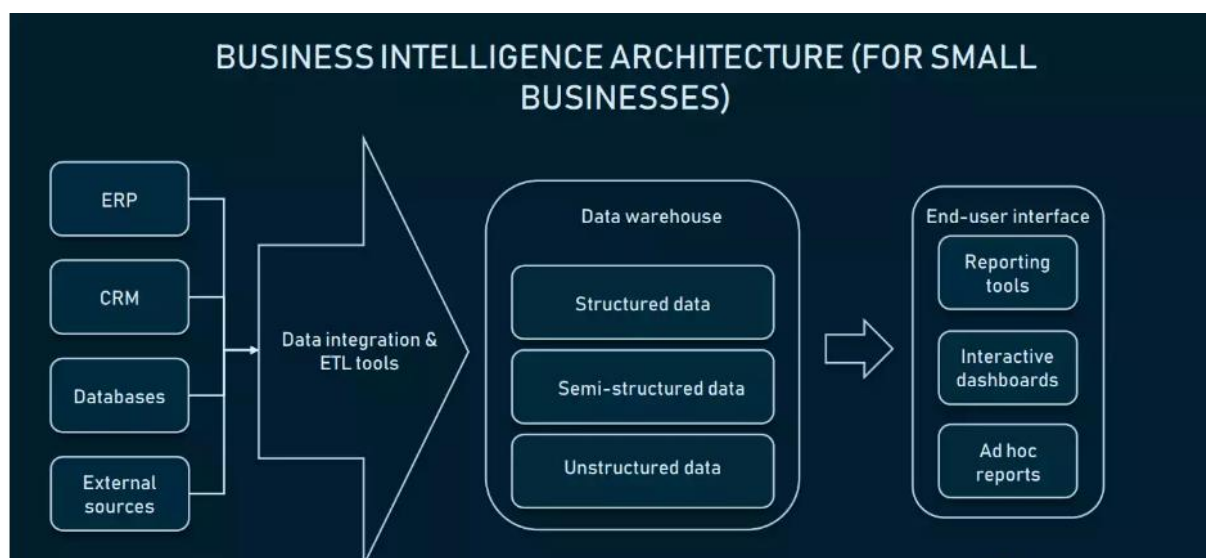 BUSINESS INTELLIGENCE ARCHITECTURE (FOR SMALL
BUSINESSES)
ERP
CRM
Databases
External
sources
Data integration &
ETL tools
Data warehouse
Structured data
Semi-structured data
Unstructured data
End-user interface
Reporting
tools
Interactive
dashboards
Ad hoc
reports